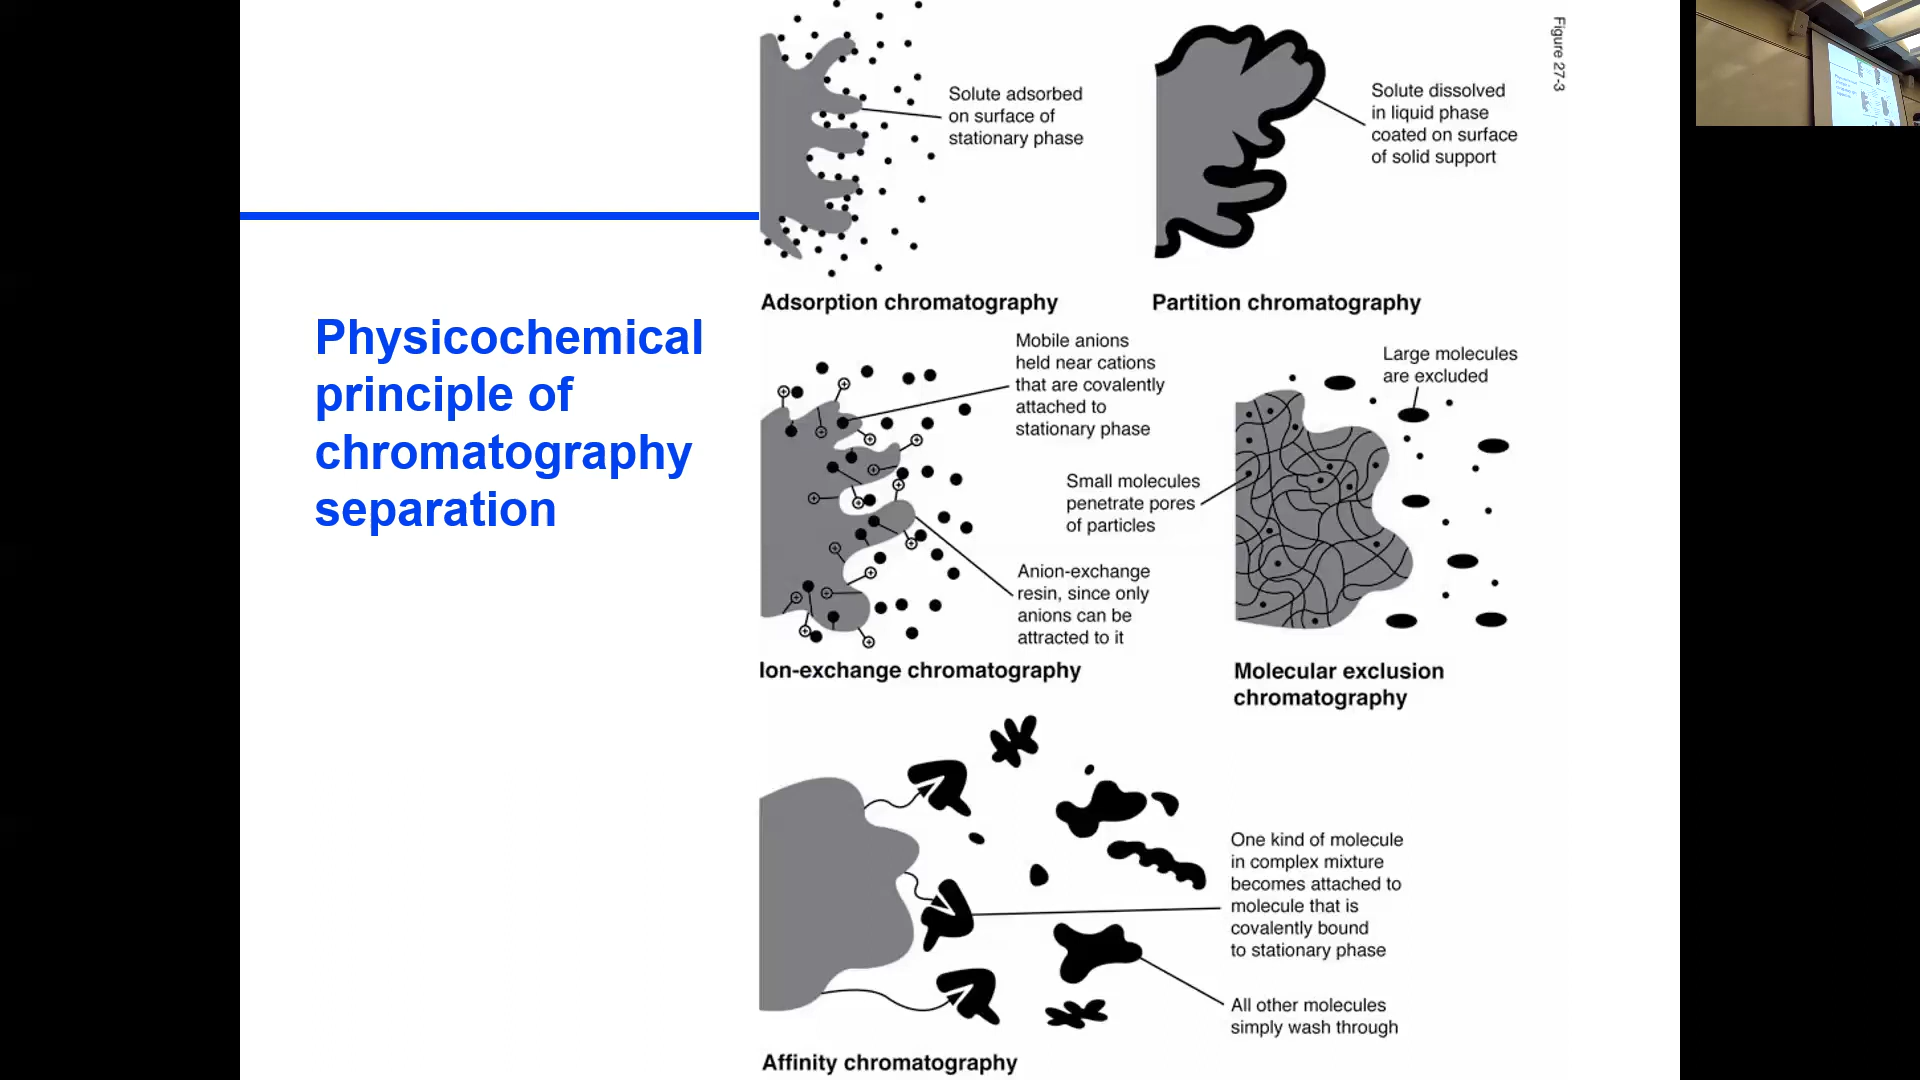 Physicochemical
principle of
chromatography
separation
Figure 27-3
Solute adsorbed
on surface of
stationary phase
Adsorption chromatography
Solute dissolved
in liquid phase
coated on surface
of solid support
Partition chromatography
Mobile anions
held near cations
that are covalently
attached to
stationary phase
Anion-exchange
resin, since only
anions can be
attracted to it
Ion-exchange chromatography
Large molecules
are excluded
Small molecules
penetrate pores
of particles
Molecular exclusion
chromatography
One kind of molecule
in complex mixture
becomes attached to
molecule that is
covalently bound
to stationary phase
All other molecules
simply wash through
Affinity chromatography